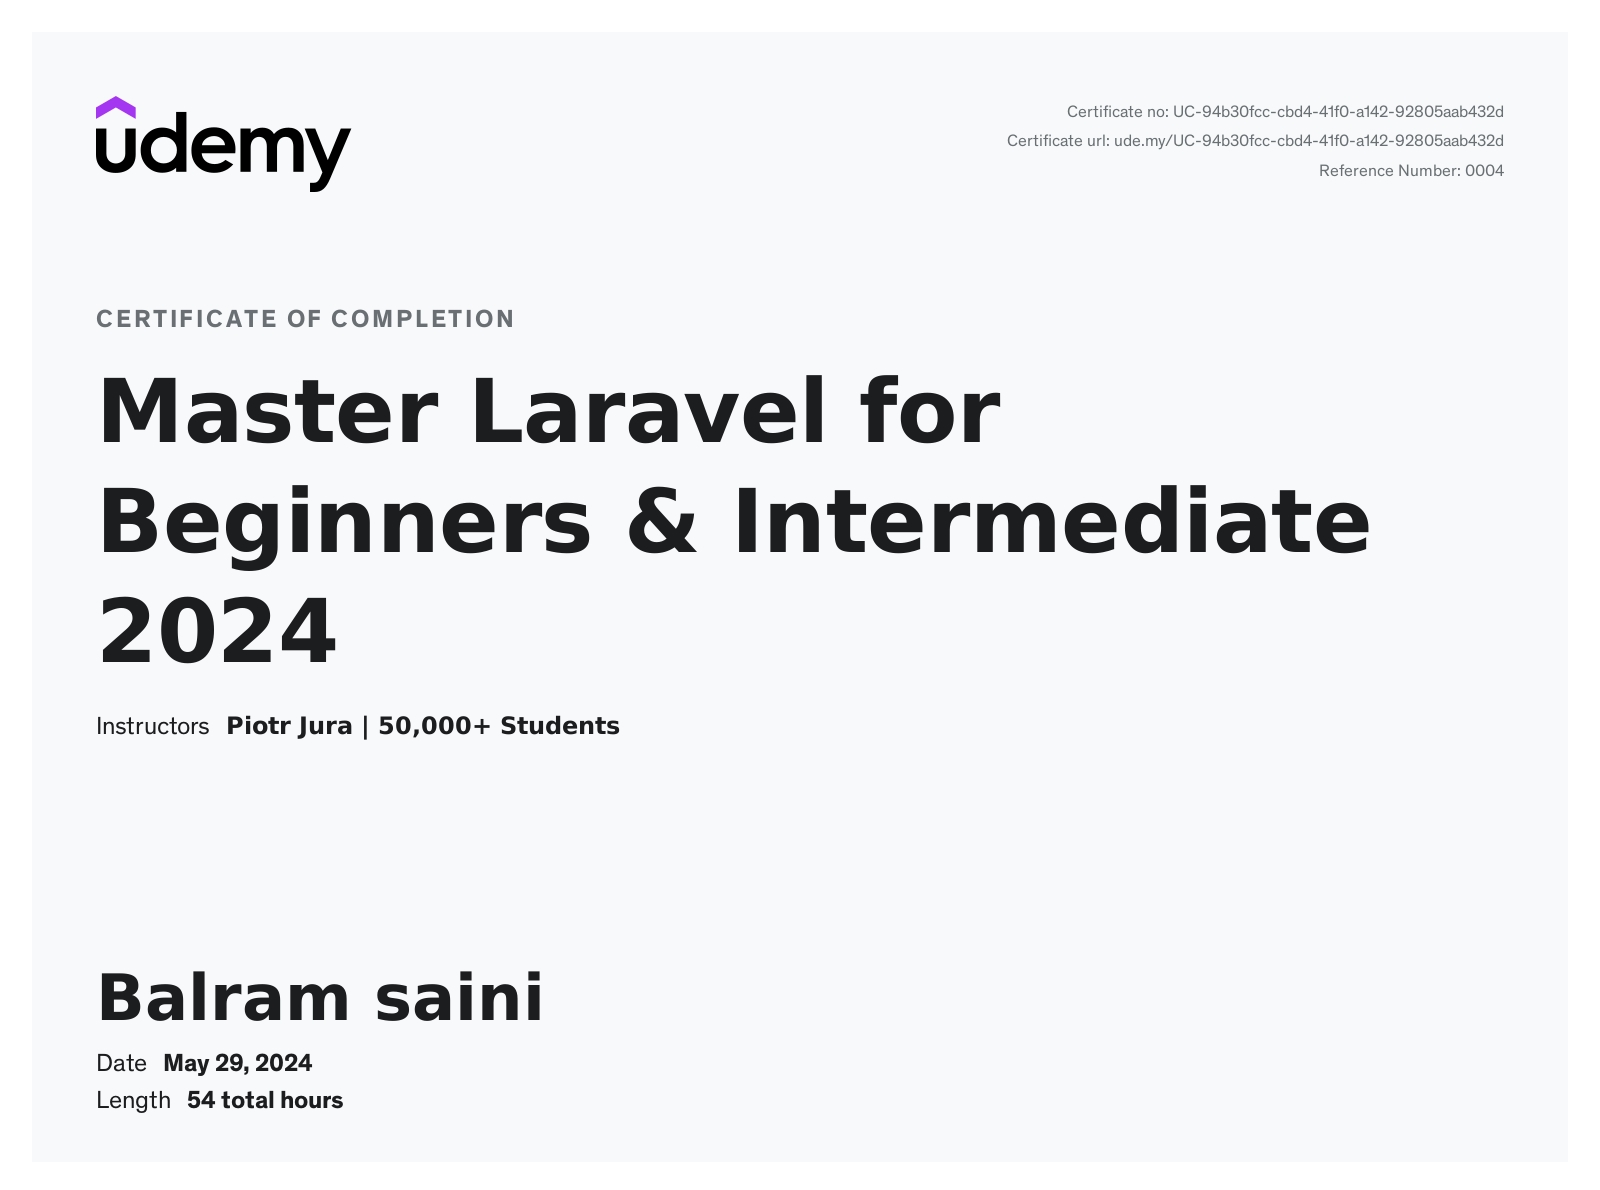 udemy
Certificate no: UC-94b30fcc-cbd4-41f0-a142-92805aab432d
Certificate url: ude.my/UC-94b30fcc-cbd4-41f0-a142-92805aab432d
Reference Number: 0004
CERTIFICATE OF COMPLETION
Master Laravel for
Beginners & Intermediate
2024
Instructors Piotr Jura | 50,000+ Students
Balram saini
Date May 29, 2024
Length 54 total hours